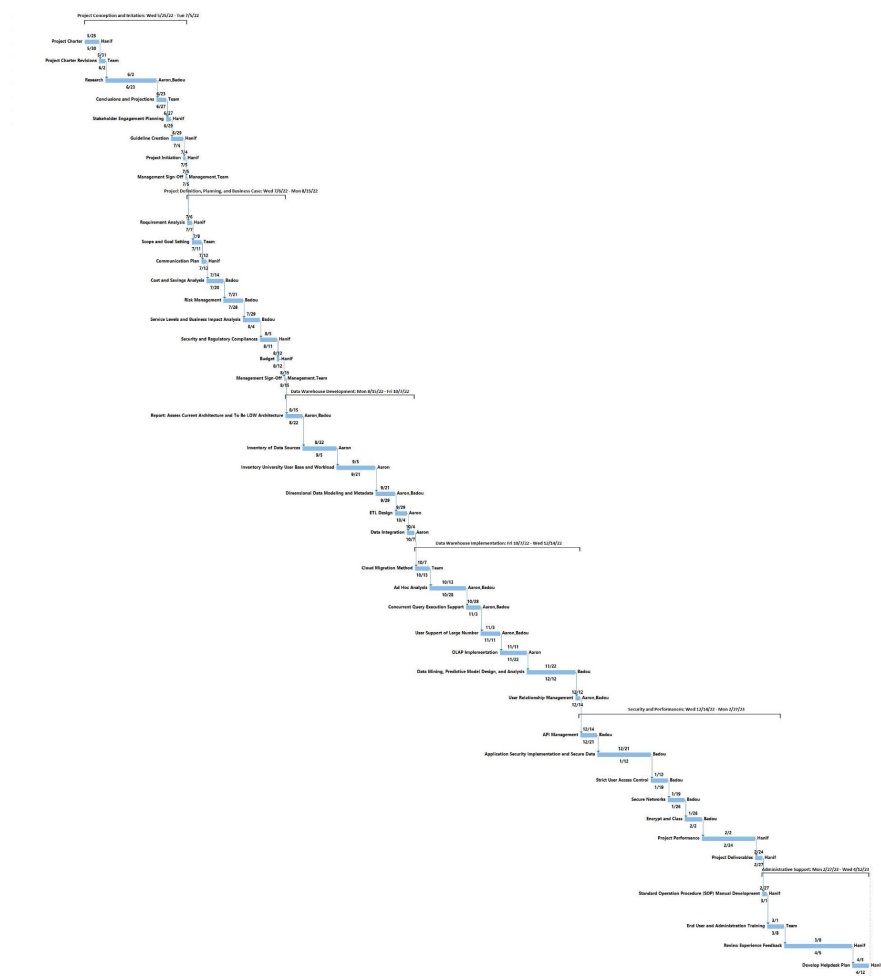 Project Conception and Initation: Wed 5/25/22 - Tue 7/5/22
5/25
Project Charter Hanif
5/30
5/31
Project Charter Revisions Team
6/2
6/2
Research Aaron,Badou
6/23
6/23
Conclusions and Projections Team
6/27
6/27
Stakeholder Engagement Planning Hanif
6/29
6/29
Guideline Creation Hanif
7/4
7/4
Project Initiation Hanif
7/5
7/5
Management Sign-Off Management,Team
7/5
Project Definition, Planning, and Business Case: Wed 7/6/22 - Mon 8/15/22
7/6
Requirement Analysis Hanif
7/7
7/8
Scope and Goal Setting Team
7/11
7/12
Communication Plan Hanif
7/13
7/14
Cost and Savings Analysis Badou
7/20
7/21
Risk Management Badou
7/28
7/29
Service Levels and Business Impact Analysis Badou
8/4
8/5
Security and Regulatory Compliances Hanif
8/11
8/12
Budget Hanif
8/12
8/15
Management Sign-Off Management,Team
8/15
Data Warehouse Development: Mon 8/15/22 - Fri 10/7/22
8/15
Report: Assess Current Architecture and To Be LDW Architecture Aaron,Badou
8/22
8/22
Inventory of Data Sources Aaron
9/5
9/5
Inventory University User Base and Workload Aaron
9/21
9/21
Dimensional Data Modeling and Metadata Aaron,Badou
9/29
9/29
ETL Design Aaron
10/4
10/4
Data Integration Aaron
10/7
Data Warehouse Implementation: Fri 10/7/22 - Wed 12/14/22
10/7
Cloud Migration Method Team
10/13
10/13
Ad Hoc Analysis Aaron,Badou
10/28
10/28
Concurrent Query Execution Support Aaron,Badou
11/3
11/3
User Support of Large Number Aaron,Badou
11/11
11/11
OLAP Implementation Aaron
11/22
11/22
Data Mining, Predictive Model Design, and Analysis Badou
12/12
12/12
User Relationship Management Aaron,Badou
12/14
Security and Performances: Wed 12/14/22 - Mon 2/27/23
12/14
API Management Badou
12/21
12/21
Application Security Implementation and Secure Data Badou
1/12
1/12
Strict User Access Control Badou
1/19
1/19
Secure Networks Badou
1/26
1/26
Encrypt and Class Badou
2/2
2/2
Project Performance Hanif
2/24
2/24
Project Deliverables Hanif
2/27
Administrative Support: Mon 2/27/23 - Wed 4/12/23
2/27
Standard Operation Procedure (SOP) Manual Development Hanif
3/1
3/1
End User and Administration Training Team
3/8
3/8
Review Experience Feedback Hanif
4/5
4/5
Develop Helpdesk Plan Hani
4/12